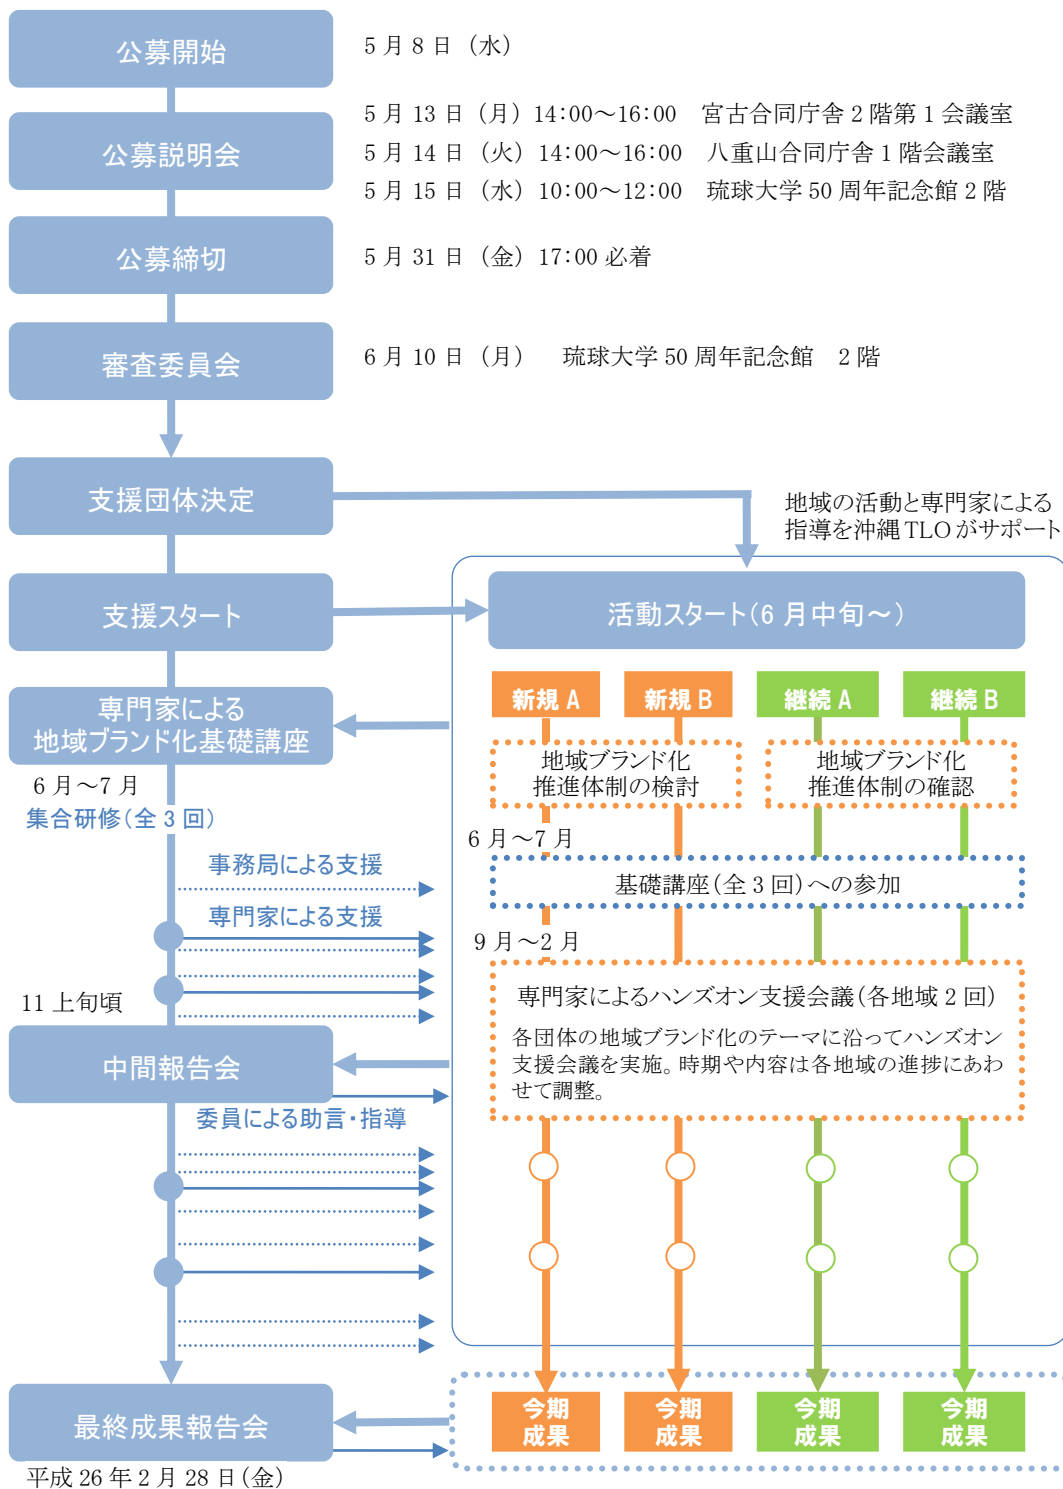 公募開始
5月8日（水）
公募説明会
5月13日（月）14:00～16:00　宮古合同庁舎2階第1会議室
5月14日（火）14:00～16:00　八重山合同庁舎1階会議室
5月15日（水）10:00～12:00　琉球大学50周年記念館2階
公募締切
5月31日（金）17:00必着
審査委員会
6月10日（月）　琉球大学50周年記念館　2階
支援団体決定
地域の活動と専門家による
指導を沖縄TLOがサポート
支援スタート
活動スタート（6月中旬～）
専門家による
地域ブランド化基礎講座
6月～7月
集合研修（全3回）
新規A
新規B
継続A
継続B
地域ブランド化
推進体制の検討
地域ブランド化
推進体制の確認
6月～7月
基礎講座（全3回）への参加
事務局による支援
専門家による支援
9月～2月
専門家によるハンズオン支援会議（各地域2回）
各団体の地域ブランド化のテーマに沿ってハンズオン
支援会議を実施。時期や内容は各地域の進捗にあわ
せて調整。
11上旬頃
中間報告会
委員による助言・指導
最終成果報告会
平成26年2月28日（金）
今期
成果
今期
成果
今期
成果
今期
成果